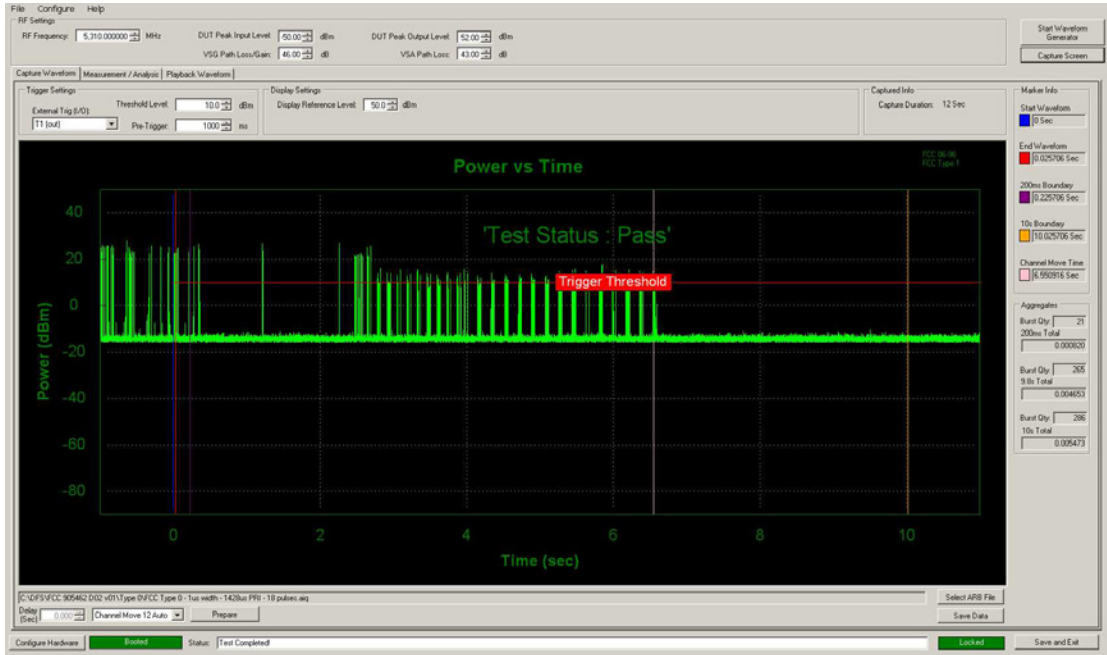 File Configure Help
RF Settings
RF Frequency: 5,310.000000 MHz
DUT Peak Input Level: -50.00 dBm
DUT Peak Output Level: 52.00 dBm
VSG Path Loss/Gain: 46.00 dB
VSA Path Loss: 43.00 dB
Start Waveform
Generator
Capture Screen
Capture Waveform Measurement / Analysis Playback Waveform
Trigger Settings
External Trig (I/O):
T1 (out)
Threshold Level: 10.0 dBm
Pre-Trigger: 1000 ms
Display Settings
Display Reference Level: 50.0 dBm
Captured Info
Capture Duration: 12 Sec
Marker Info
Start Waveform
0 Sec
End Waveform
0.025706 Sec
200ms Boundary
0.225706 Sec
10s Boundary
10.025706 Sec
Channel Move Time
6.550916 Sec
Aggregates
Burst Qty: 21
200ms Total
0.000820
Burst Qty: 265
9.8s Total
0.004653
Burst Qty: 286
10s Total
0.005473
Power vs Time
FCC 06-96
FCC Type 1
'Test Status : Pass'
Trigger Threshold
Power (dBm)
40
20
0
-20
-40
-60
-80
0 2 4 6 8 10
Time (sec)
C:\DFS\FCC 905462 D02 v01\Type 0\FCC Type 0 - 1us width - 1428us PRI - 18 pulses.aiq
Select ARB File
Delay
(Sec) 0.000
Channel Move 12 Auto
Prepare
Save Data
Configure Hardware
Booted
Status: Test Completed!
Locked
Save and Exit